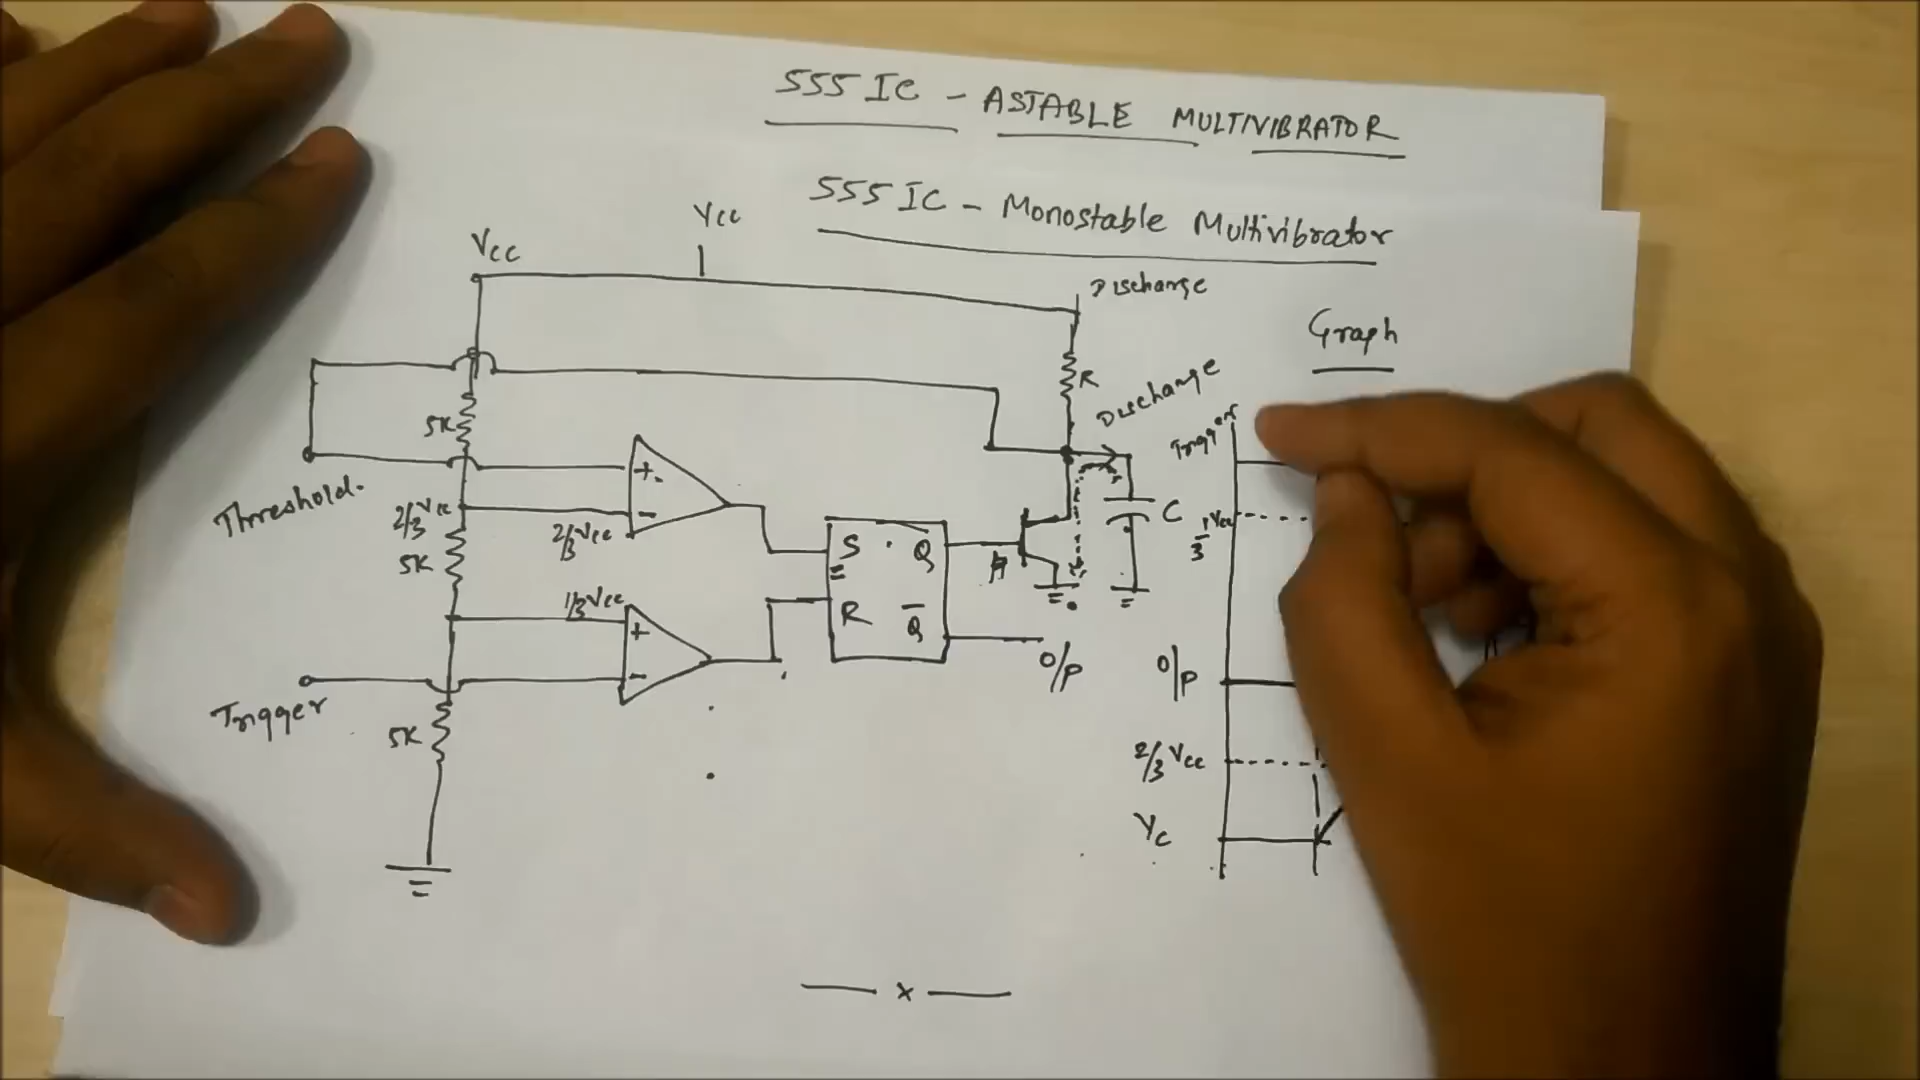 555 IC - ASTABLE MULTIVIBRATOR
555 IC - Monostable Multivibrator
Vcc
Vcc
Discharge
Graph
R
Discharge
Trigger
5K
+
Threshold.
2/3 Vcc
-
2/3 Vcc
C
1/3 Vcc
5K
S Q
1/3 Vcc
R Q̅
+
O/P
O/P
-
Trigger
5K
2/3 Vcc
Vc
x